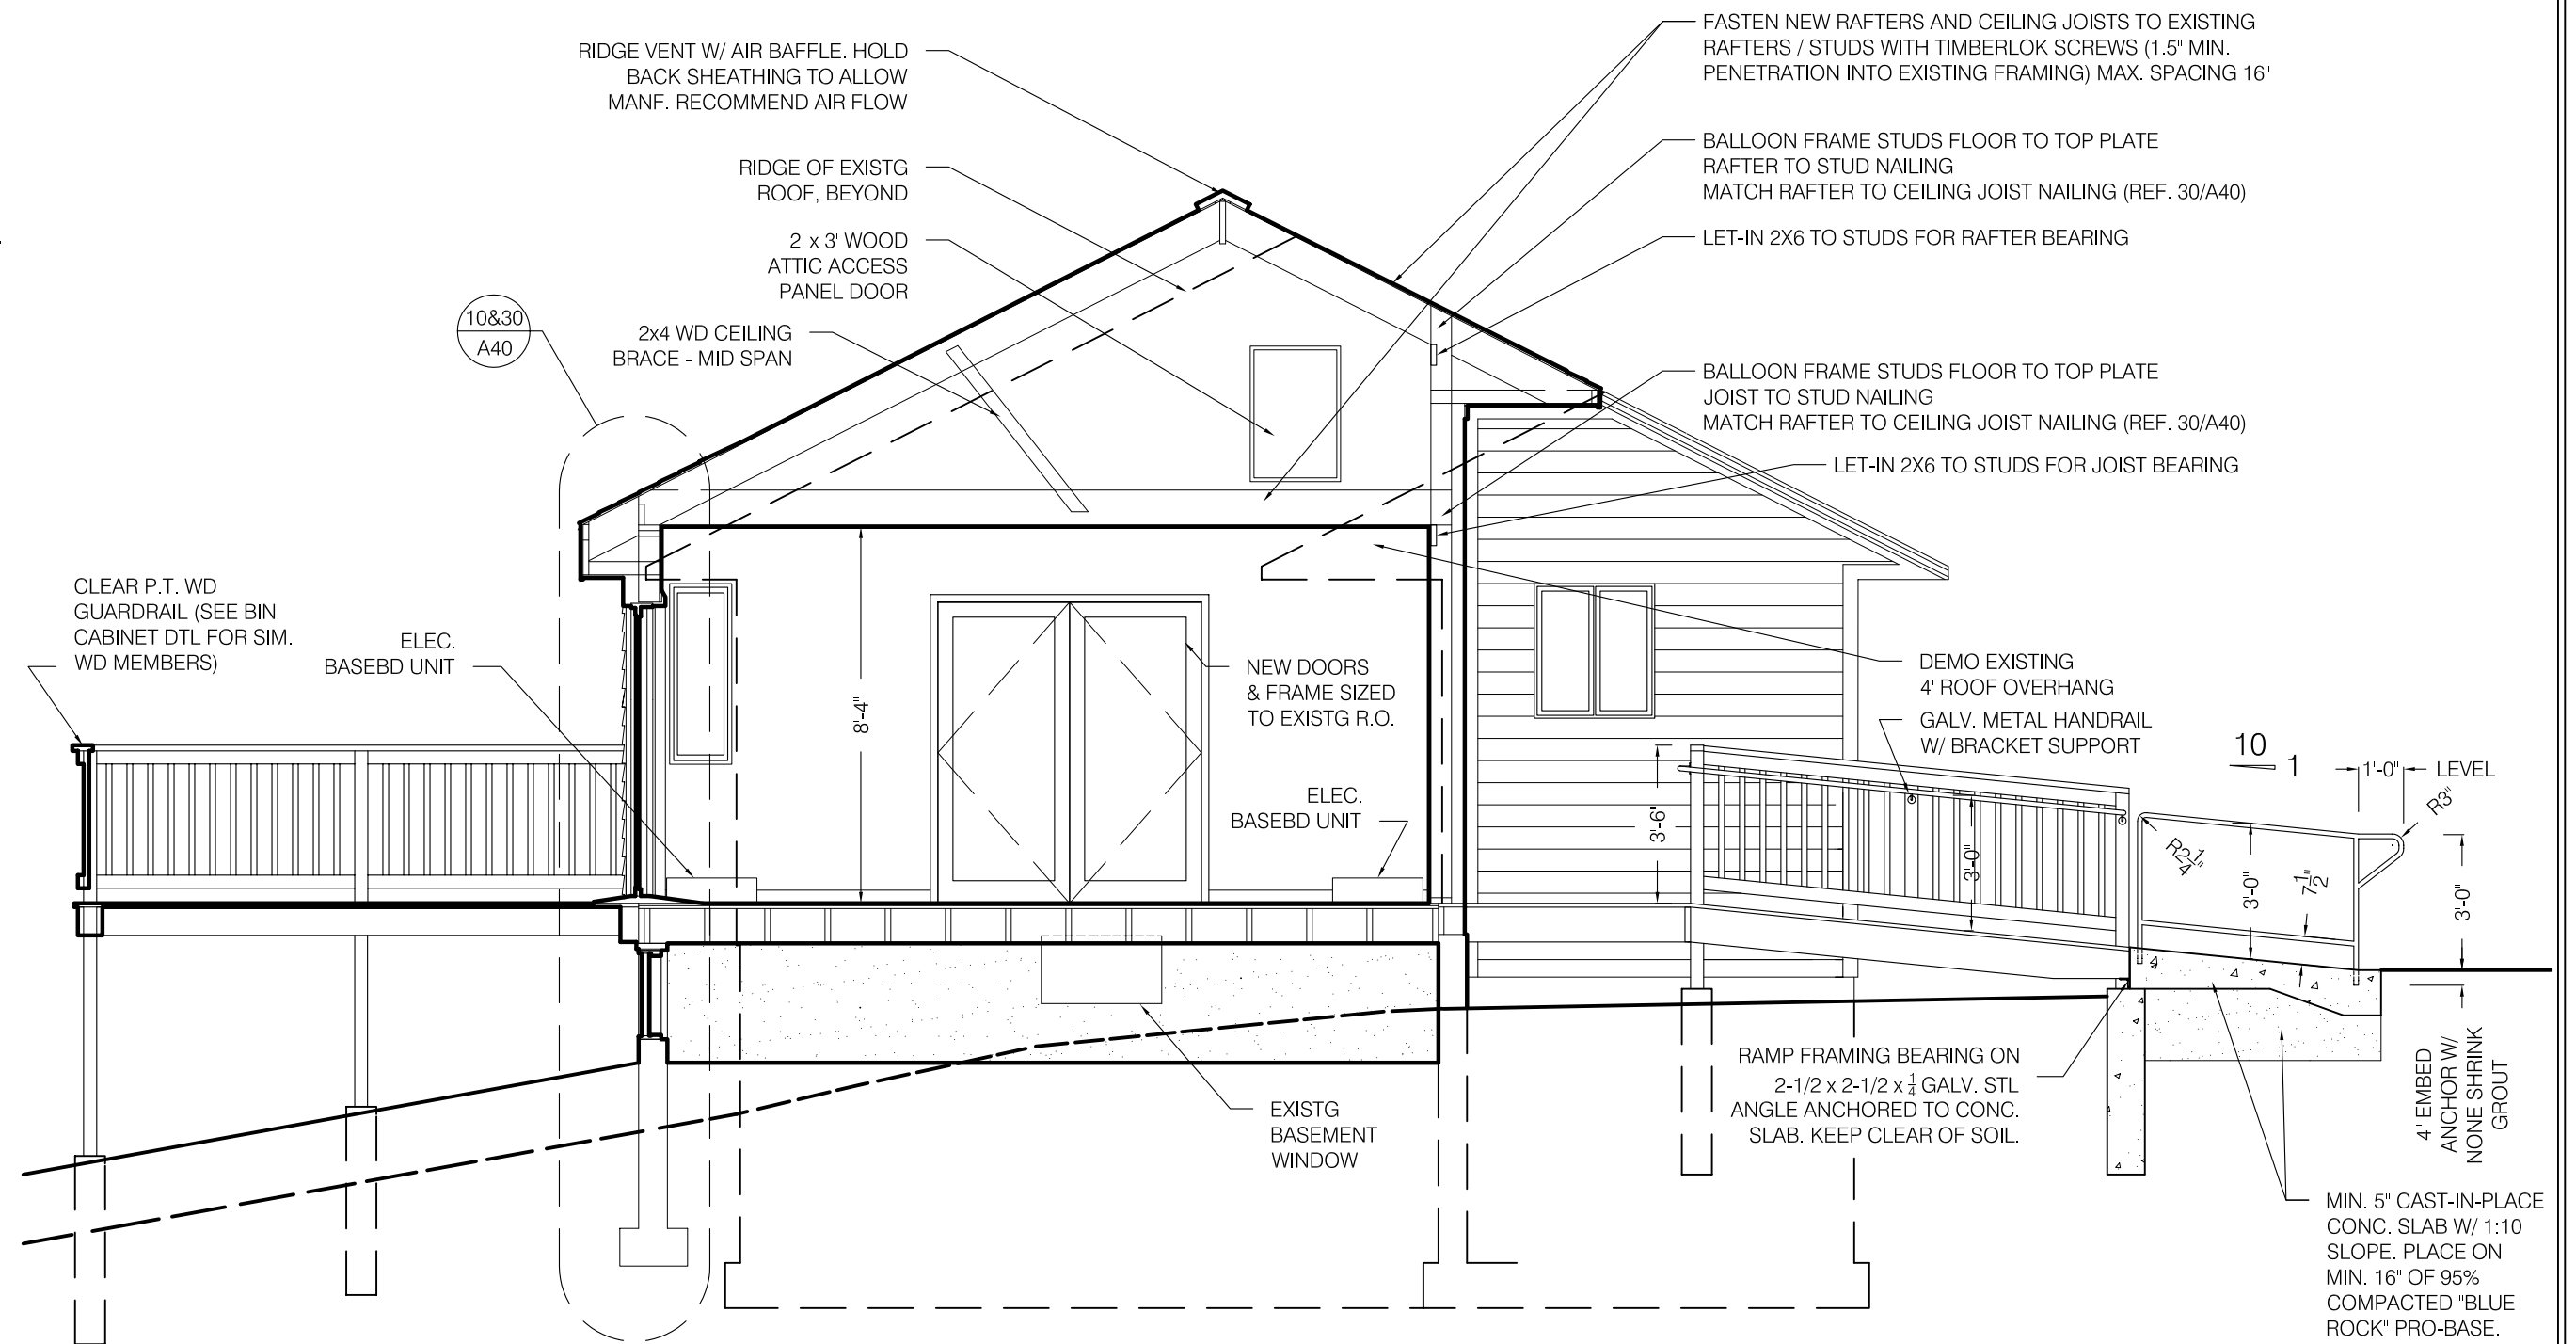 RIDGE VENT W/ AIR BAFFLE. HOLD
BACK SHEATHING TO ALLOW
MANF. RECOMMEND AIR FLOW
RIDGE OF EXISTG
ROOF, BEYOND
2' x 3' WOOD
ATTIC ACCESS
PANEL DOOR
10&30
A40
2x4 WD CEILING
BRACE - MID SPAN
FASTEN NEW RAFTERS AND CEILING JOISTS TO EXISTING
RAFTERS / STUDS WITH TIMBERLOK SCREWS (1.5" MIN.
PENETRATION INTO EXISTING FRAMING) MAX. SPACING 16"
BALLOON FRAME STUDS FLOOR TO TOP PLATE
RAFTER TO STUD NAILING
MATCH RAFTER TO CEILING JOIST NAILING (REF. 30/A40)
LET-IN 2X6 TO STUDS FOR RAFTER BEARING
BALLOON FRAME STUDS FLOOR TO TOP PLATE
JOIST TO STUD NAILING
MATCH RAFTER TO CEILING JOIST NAILING (REF. 30/A40)
LET-IN 2X6 TO STUDS FOR JOIST BEARING
CLEAR P.T. WD
GUARDRAIL (SEE BIN
CABINET DTL FOR SIM.
WD MEMBERS)
ELEC.
BASEBD UNIT
8'-4"
NEW DOORS
& FRAME SIZED
TO EXISTG R.O.
ELEC.
BASEBD UNIT
DEMO EXISTING
4' ROOF OVERHANG
GALV. METAL HANDRAIL
W/ BRACKET SUPPORT
10
1
1'-0"
LEVEL
R3"
3'-6"
3'-0"
R2 1/4"
3'-0"
7 1/2"
3'-0"
4" EMBED
ANCHOR W/
NONE SHRINK
GROUT
RAMP FRAMING BEARING ON
2-1/2 x 2-1/2 x 1/4 GALV. STL
ANGLE ANCHORED TO CONC.
SLAB. KEEP CLEAR OF SOIL.
EXISTG
BASEMENT
WINDOW
MIN. 5" CAST-IN-PLACE
CONC. SLAB W/ 1:10
SLOPE. PLACE ON
MIN. 16" OF 95%
COMPACTED "BLUE
ROCK" PRO-BASE.